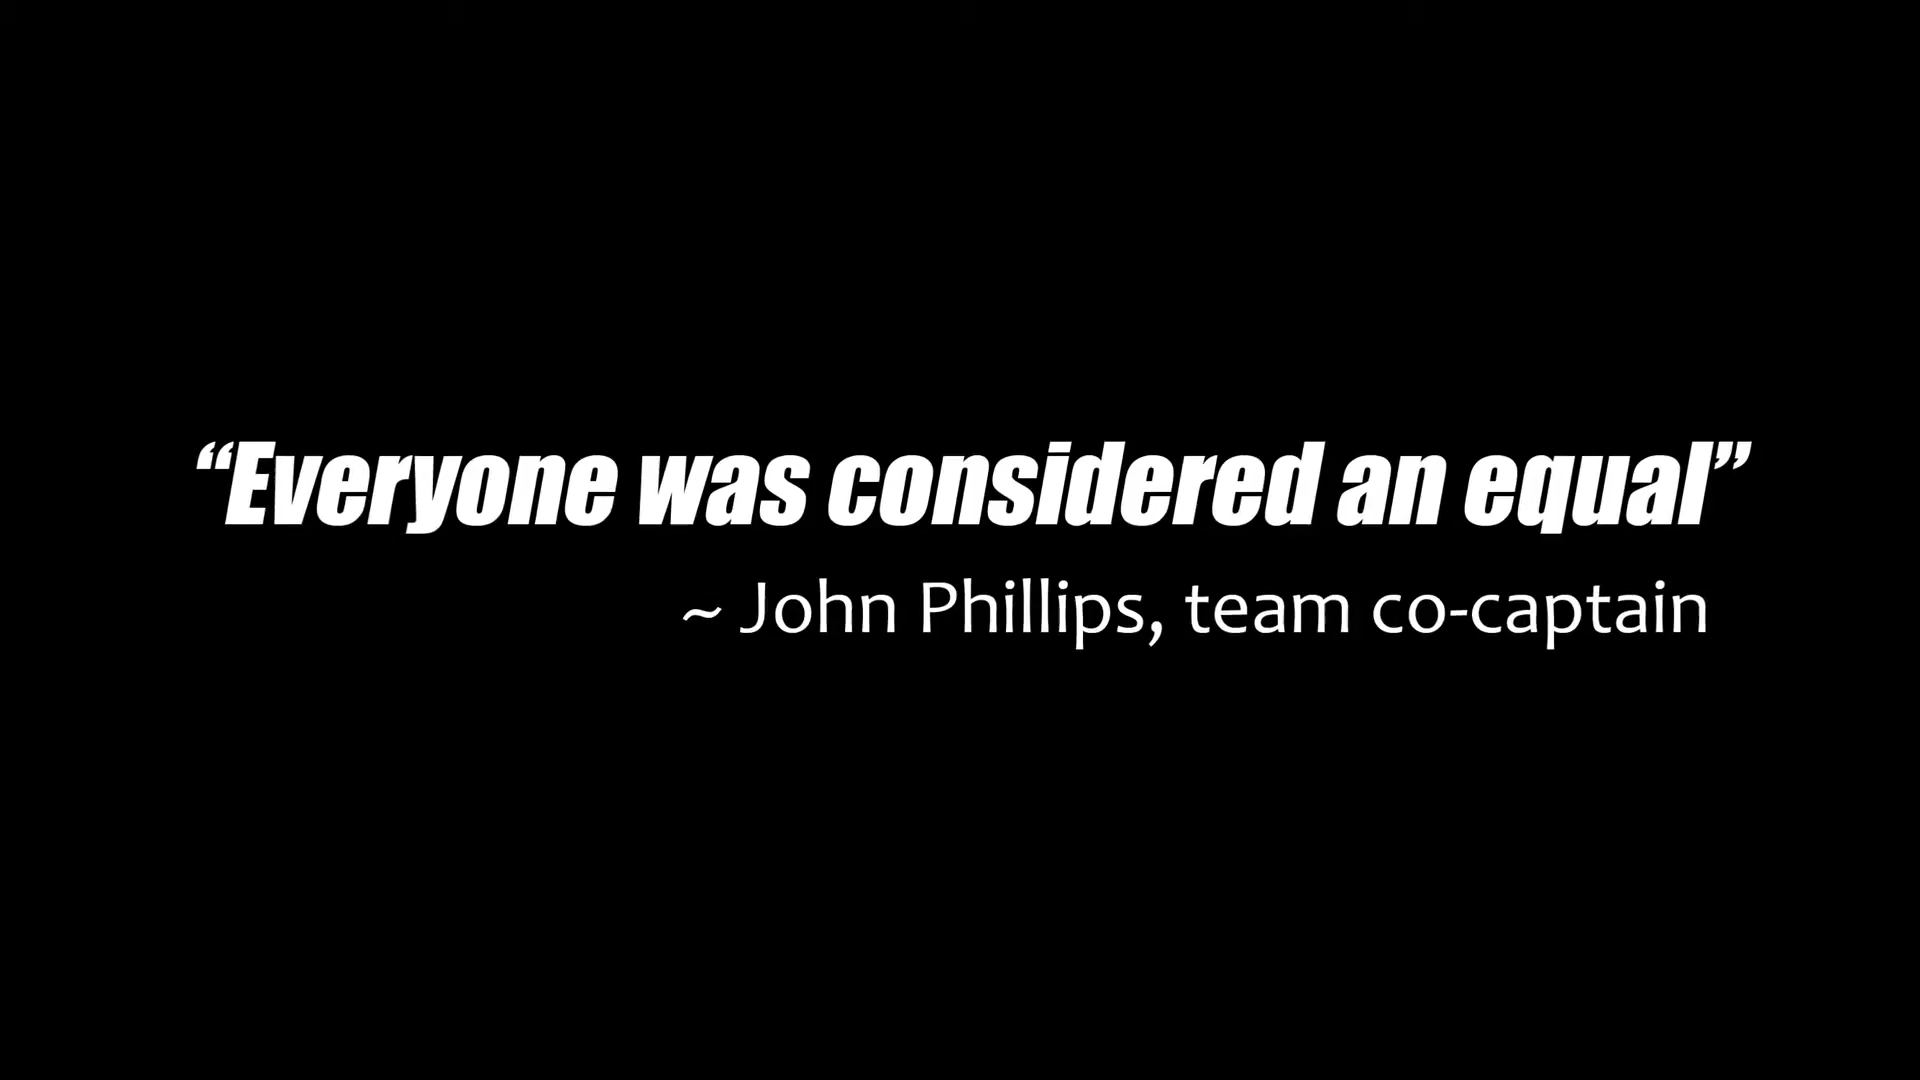 “Everyone was considered an equal”
~ John Phillips, team co-captain